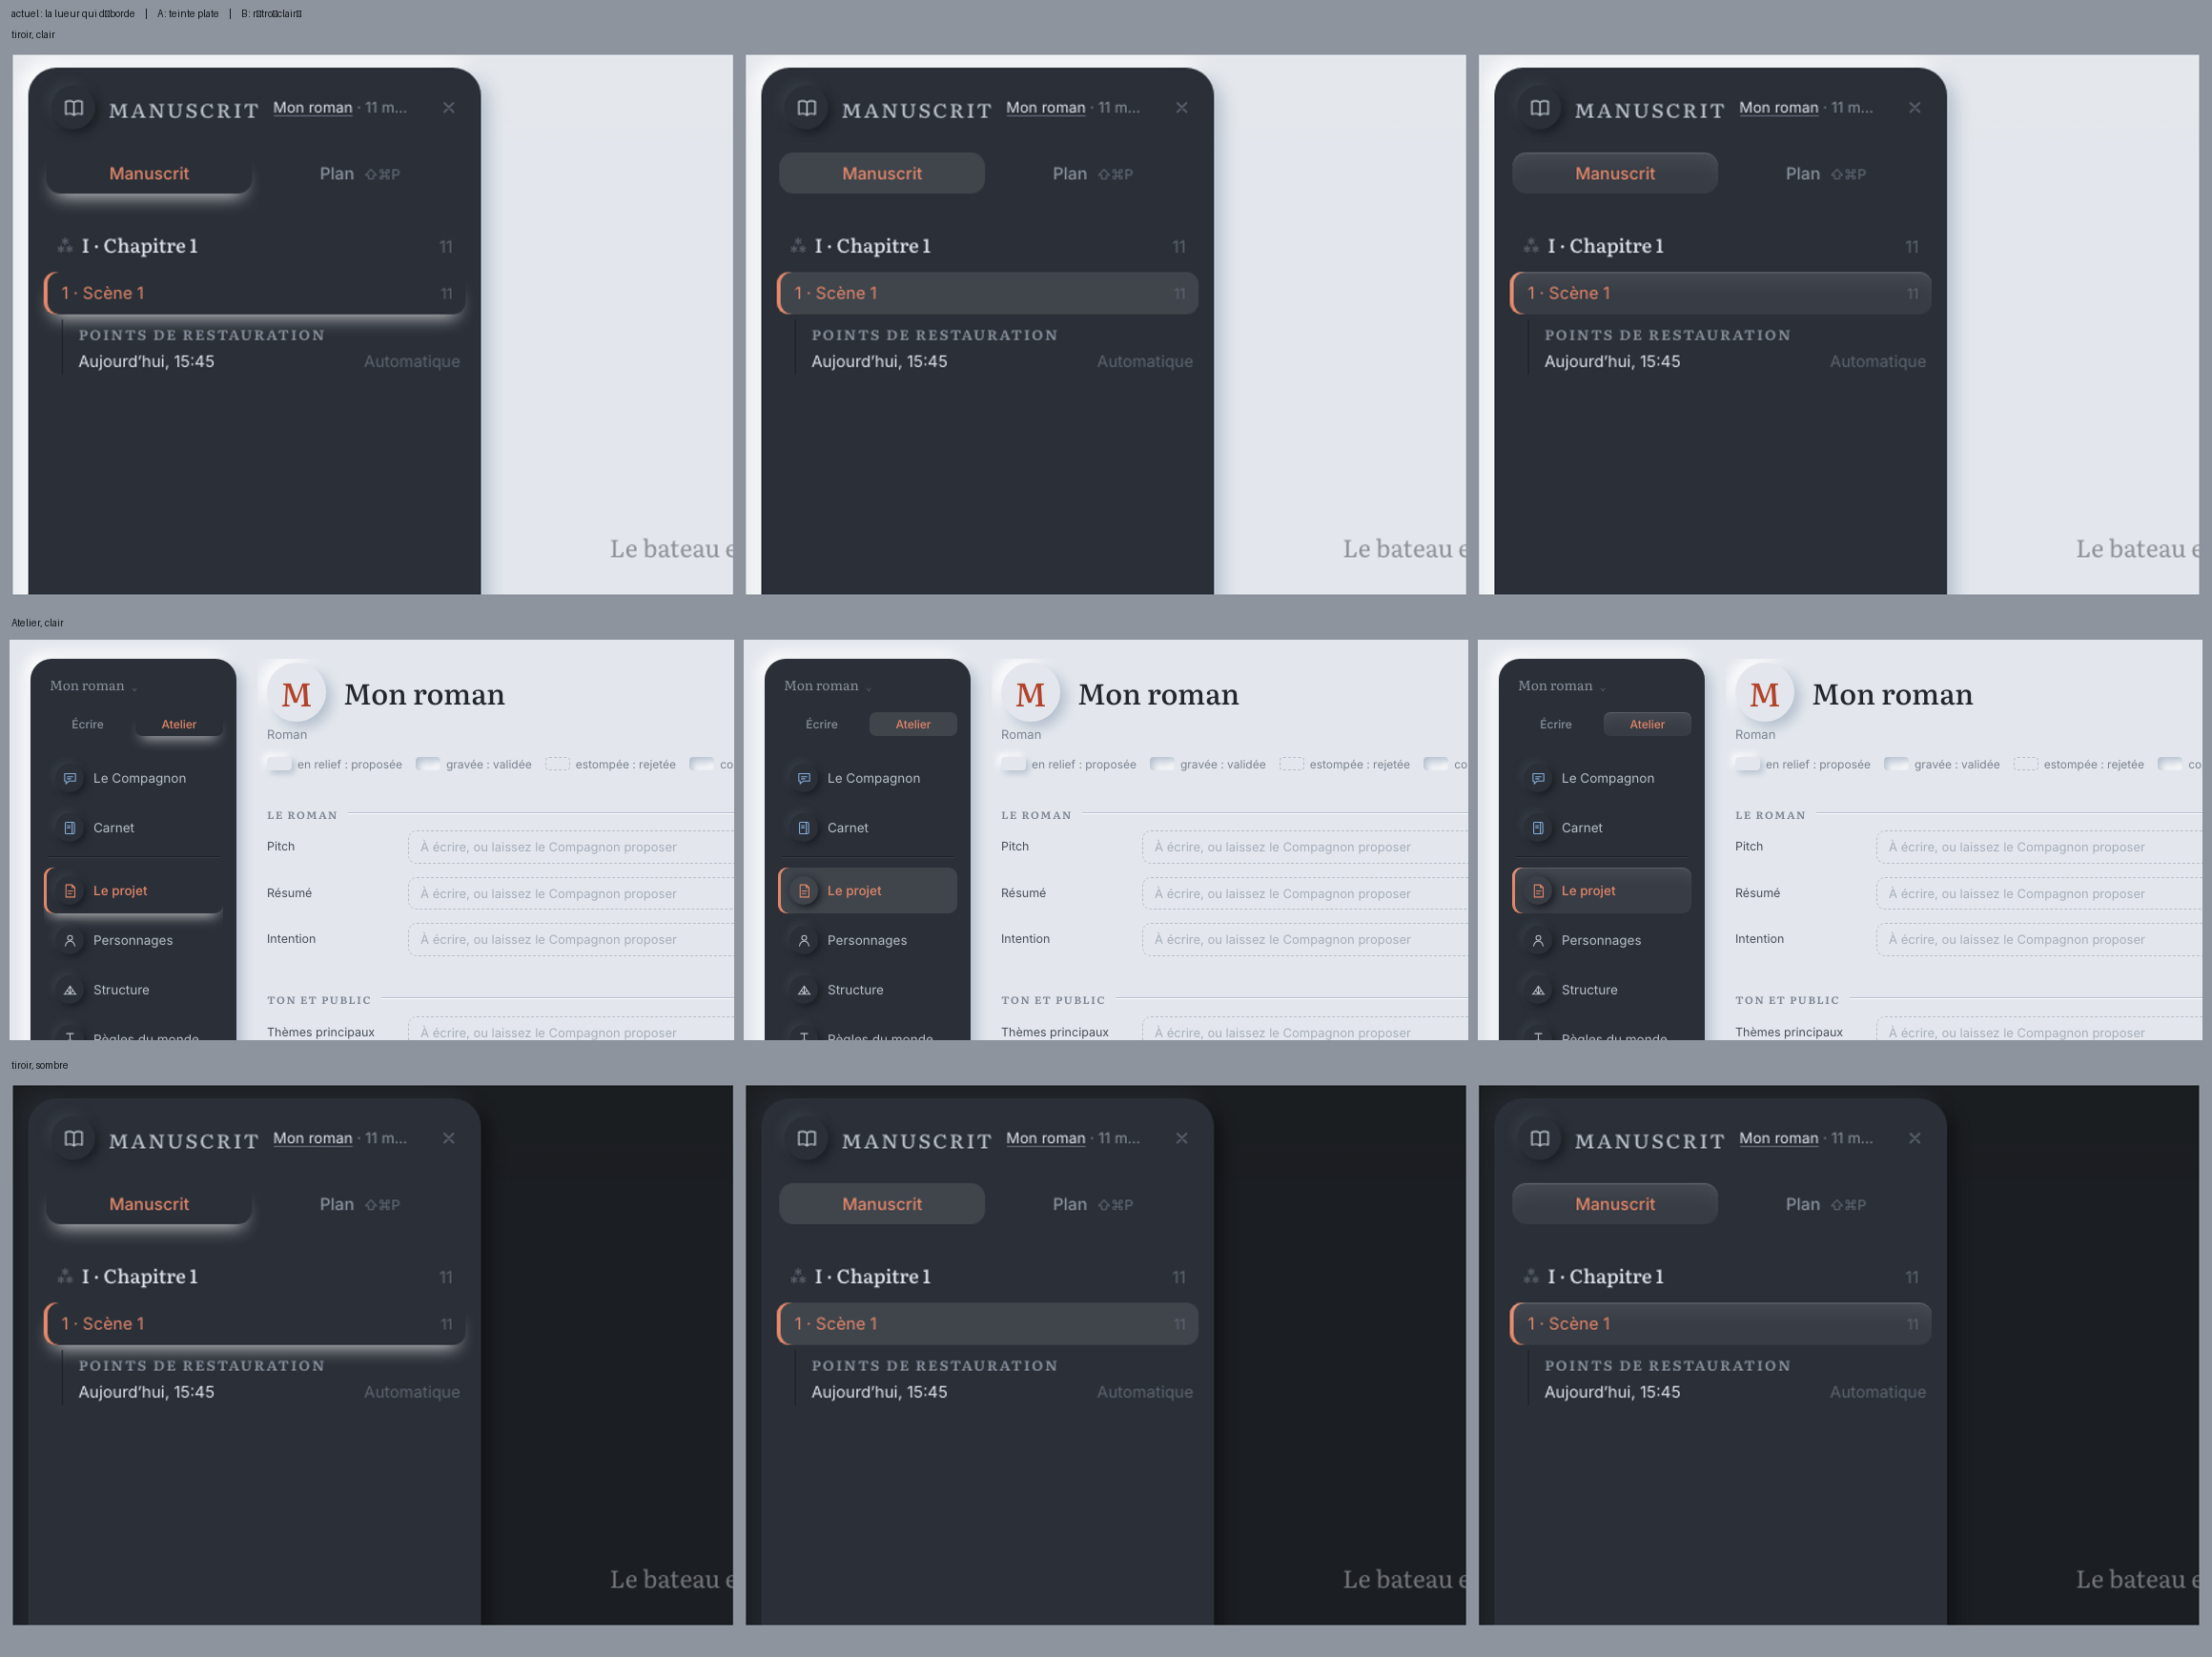 actuel : la lueur qui d▯borde | A: teinte plate | B: r▯tro▯clair▯
tiroir, clair
MANUSCRIT Mon roman · 11 m...
Manuscrit Plan ⇧⌘P
I · Chapitre 1 11
1 · Scène 1 11
POINTS DE RESTAURATION
Aujourd’hui, 15:45 Automatique
Le bateau e
MANUSCRIT Mon roman · 11 m...
Manuscrit Plan ⇧⌘P
I · Chapitre 1 11
1 · Scène 1 11
POINTS DE RESTAURATION
Aujourd’hui, 15:45 Automatique
Le bateau e
MANUSCRIT Mon roman · 11 m...
Manuscrit Plan ⇧⌘P
I · Chapitre 1 11
1 · Scène 1 11
POINTS DE RESTAURATION
Aujourd’hui, 15:45 Automatique
Le bateau e
Atelier, clair
Mon roman
Écrire Atelier
Le Compagnon
Carnet
Le projet
Personnages
Structure
Règles du monde
M Mon roman
Roman
en relief : proposée gravée : validée estompée : rejetée co
LE ROMAN
Pitch À écrire, ou laissez le Compagnon proposer
Résumé À écrire, ou laissez le Compagnon proposer
Intention À écrire, ou laissez le Compagnon proposer
TON ET PUBLIC
Thèmes principaux À écrire, ou laissez le Compagnon proposer
Mon roman
Écrire Atelier
Le Compagnon
Carnet
Le projet
Personnages
Structure
Règles du monde
M Mon roman
Roman
en relief : proposée gravée : validée estompée : rejetée co
LE ROMAN
Pitch À écrire, ou laissez le Compagnon proposer
Résumé À écrire, ou laissez le Compagnon proposer
Intention À écrire, ou laissez le Compagnon proposer
TON ET PUBLIC
Thèmes principaux À écrire, ou laissez le Compagnon proposer
Mon roman
Écrire Atelier
Le Compagnon
Carnet
Le projet
Personnages
Structure
Règles du monde
M Mon roman
Roman
en relief : proposée gravée : validée estompée : rejetée co
LE ROMAN
Pitch À écrire, ou laissez le Compagnon proposer
Résumé À écrire, ou laissez le Compagnon proposer
Intention À écrire, ou laissez le Compagnon proposer
TON ET PUBLIC
Thèmes principaux À écrire, ou laissez le Compagnon proposer
tiroir, sombre
MANUSCRIT Mon roman · 11 m...
Manuscrit Plan ⇧⌘P
I · Chapitre 1 11
1 · Scène 1 11
POINTS DE RESTAURATION
Aujourd’hui, 15:45 Automatique
Le bateau e
MANUSCRIT Mon roman · 11 m...
Manuscrit Plan ⇧⌘P
I · Chapitre 1 11
1 · Scène 1 11
POINTS DE RESTAURATION
Aujourd’hui, 15:45 Automatique
Le bateau e
MANUSCRIT Mon roman · 11 m...
Manuscrit Plan ⇧⌘P
I · Chapitre 1 11
1 · Scène 1 11
POINTS DE RESTAURATION
Aujourd’hui, 15:45 Automatique
Le bateau e